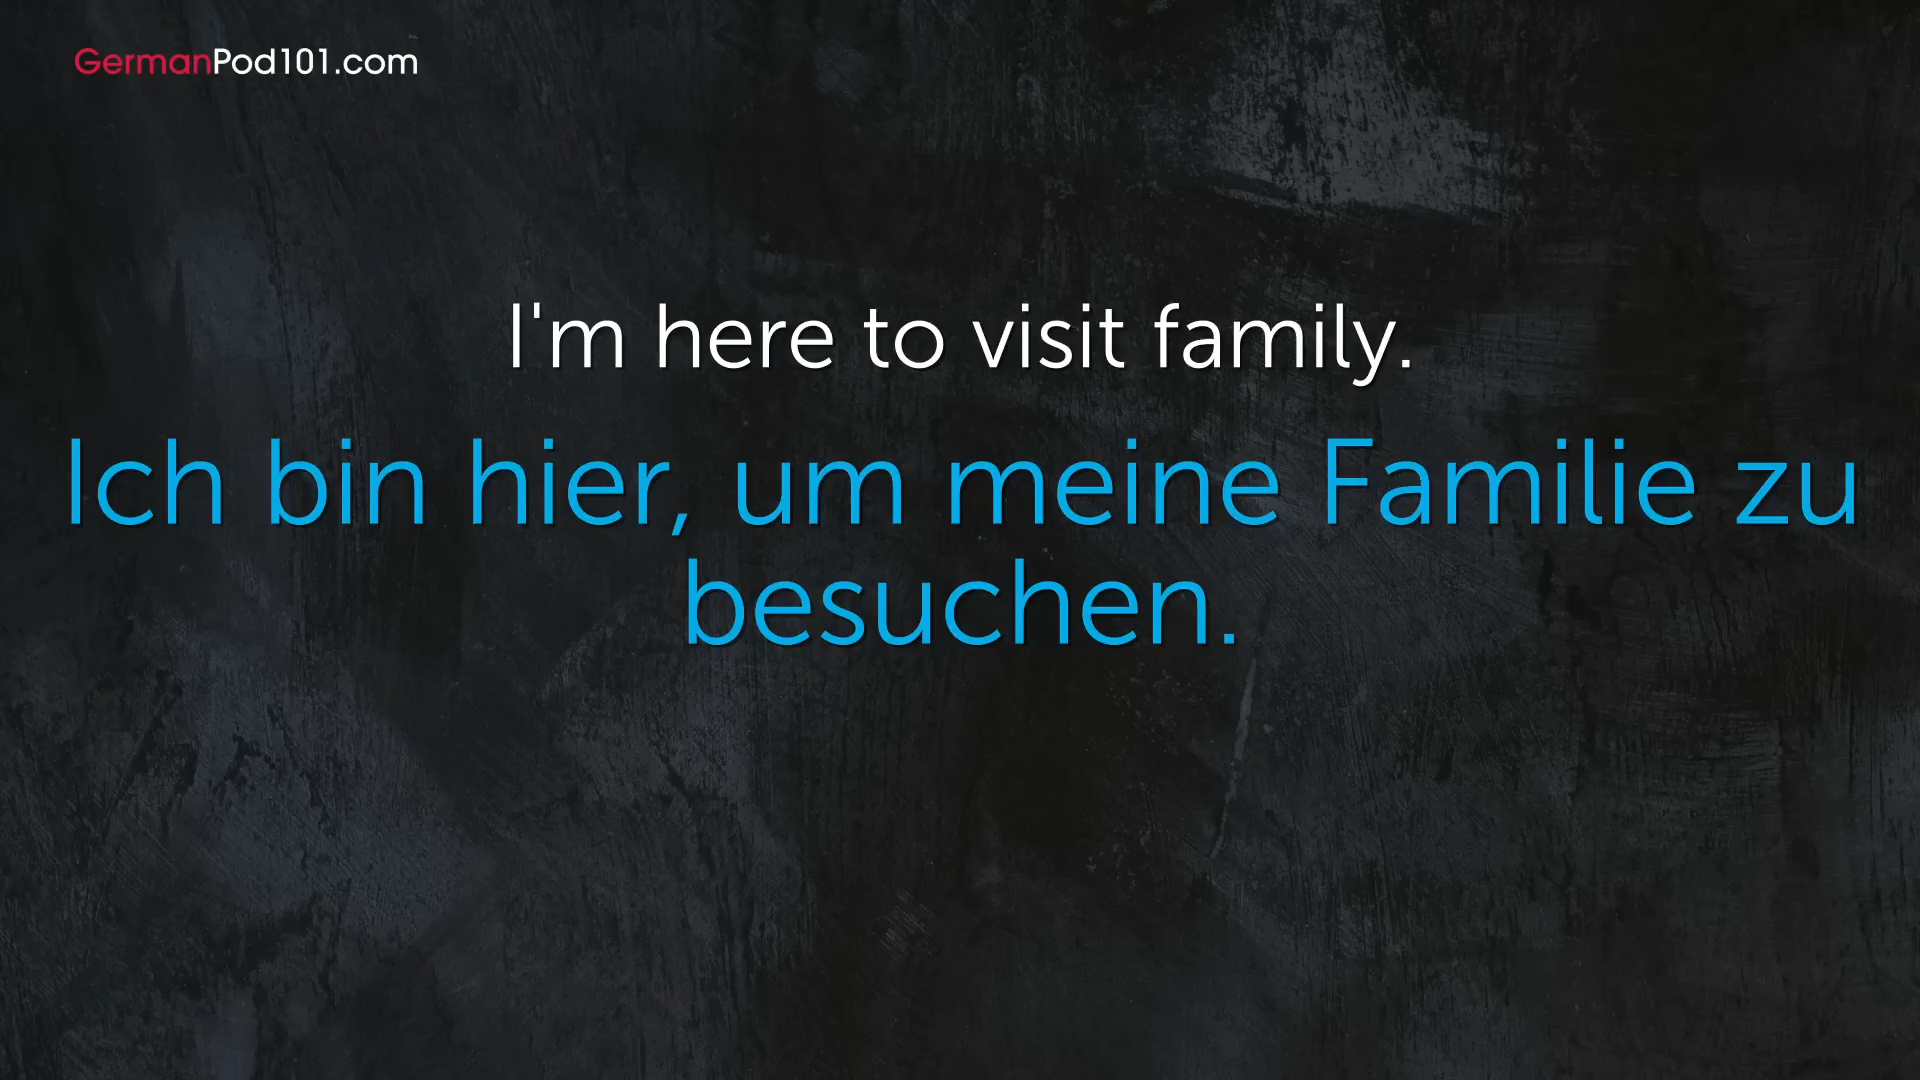 GermanPod101.com
I'm here to visit family.
Ich bin hier, um meine Familie zu
besuchen.